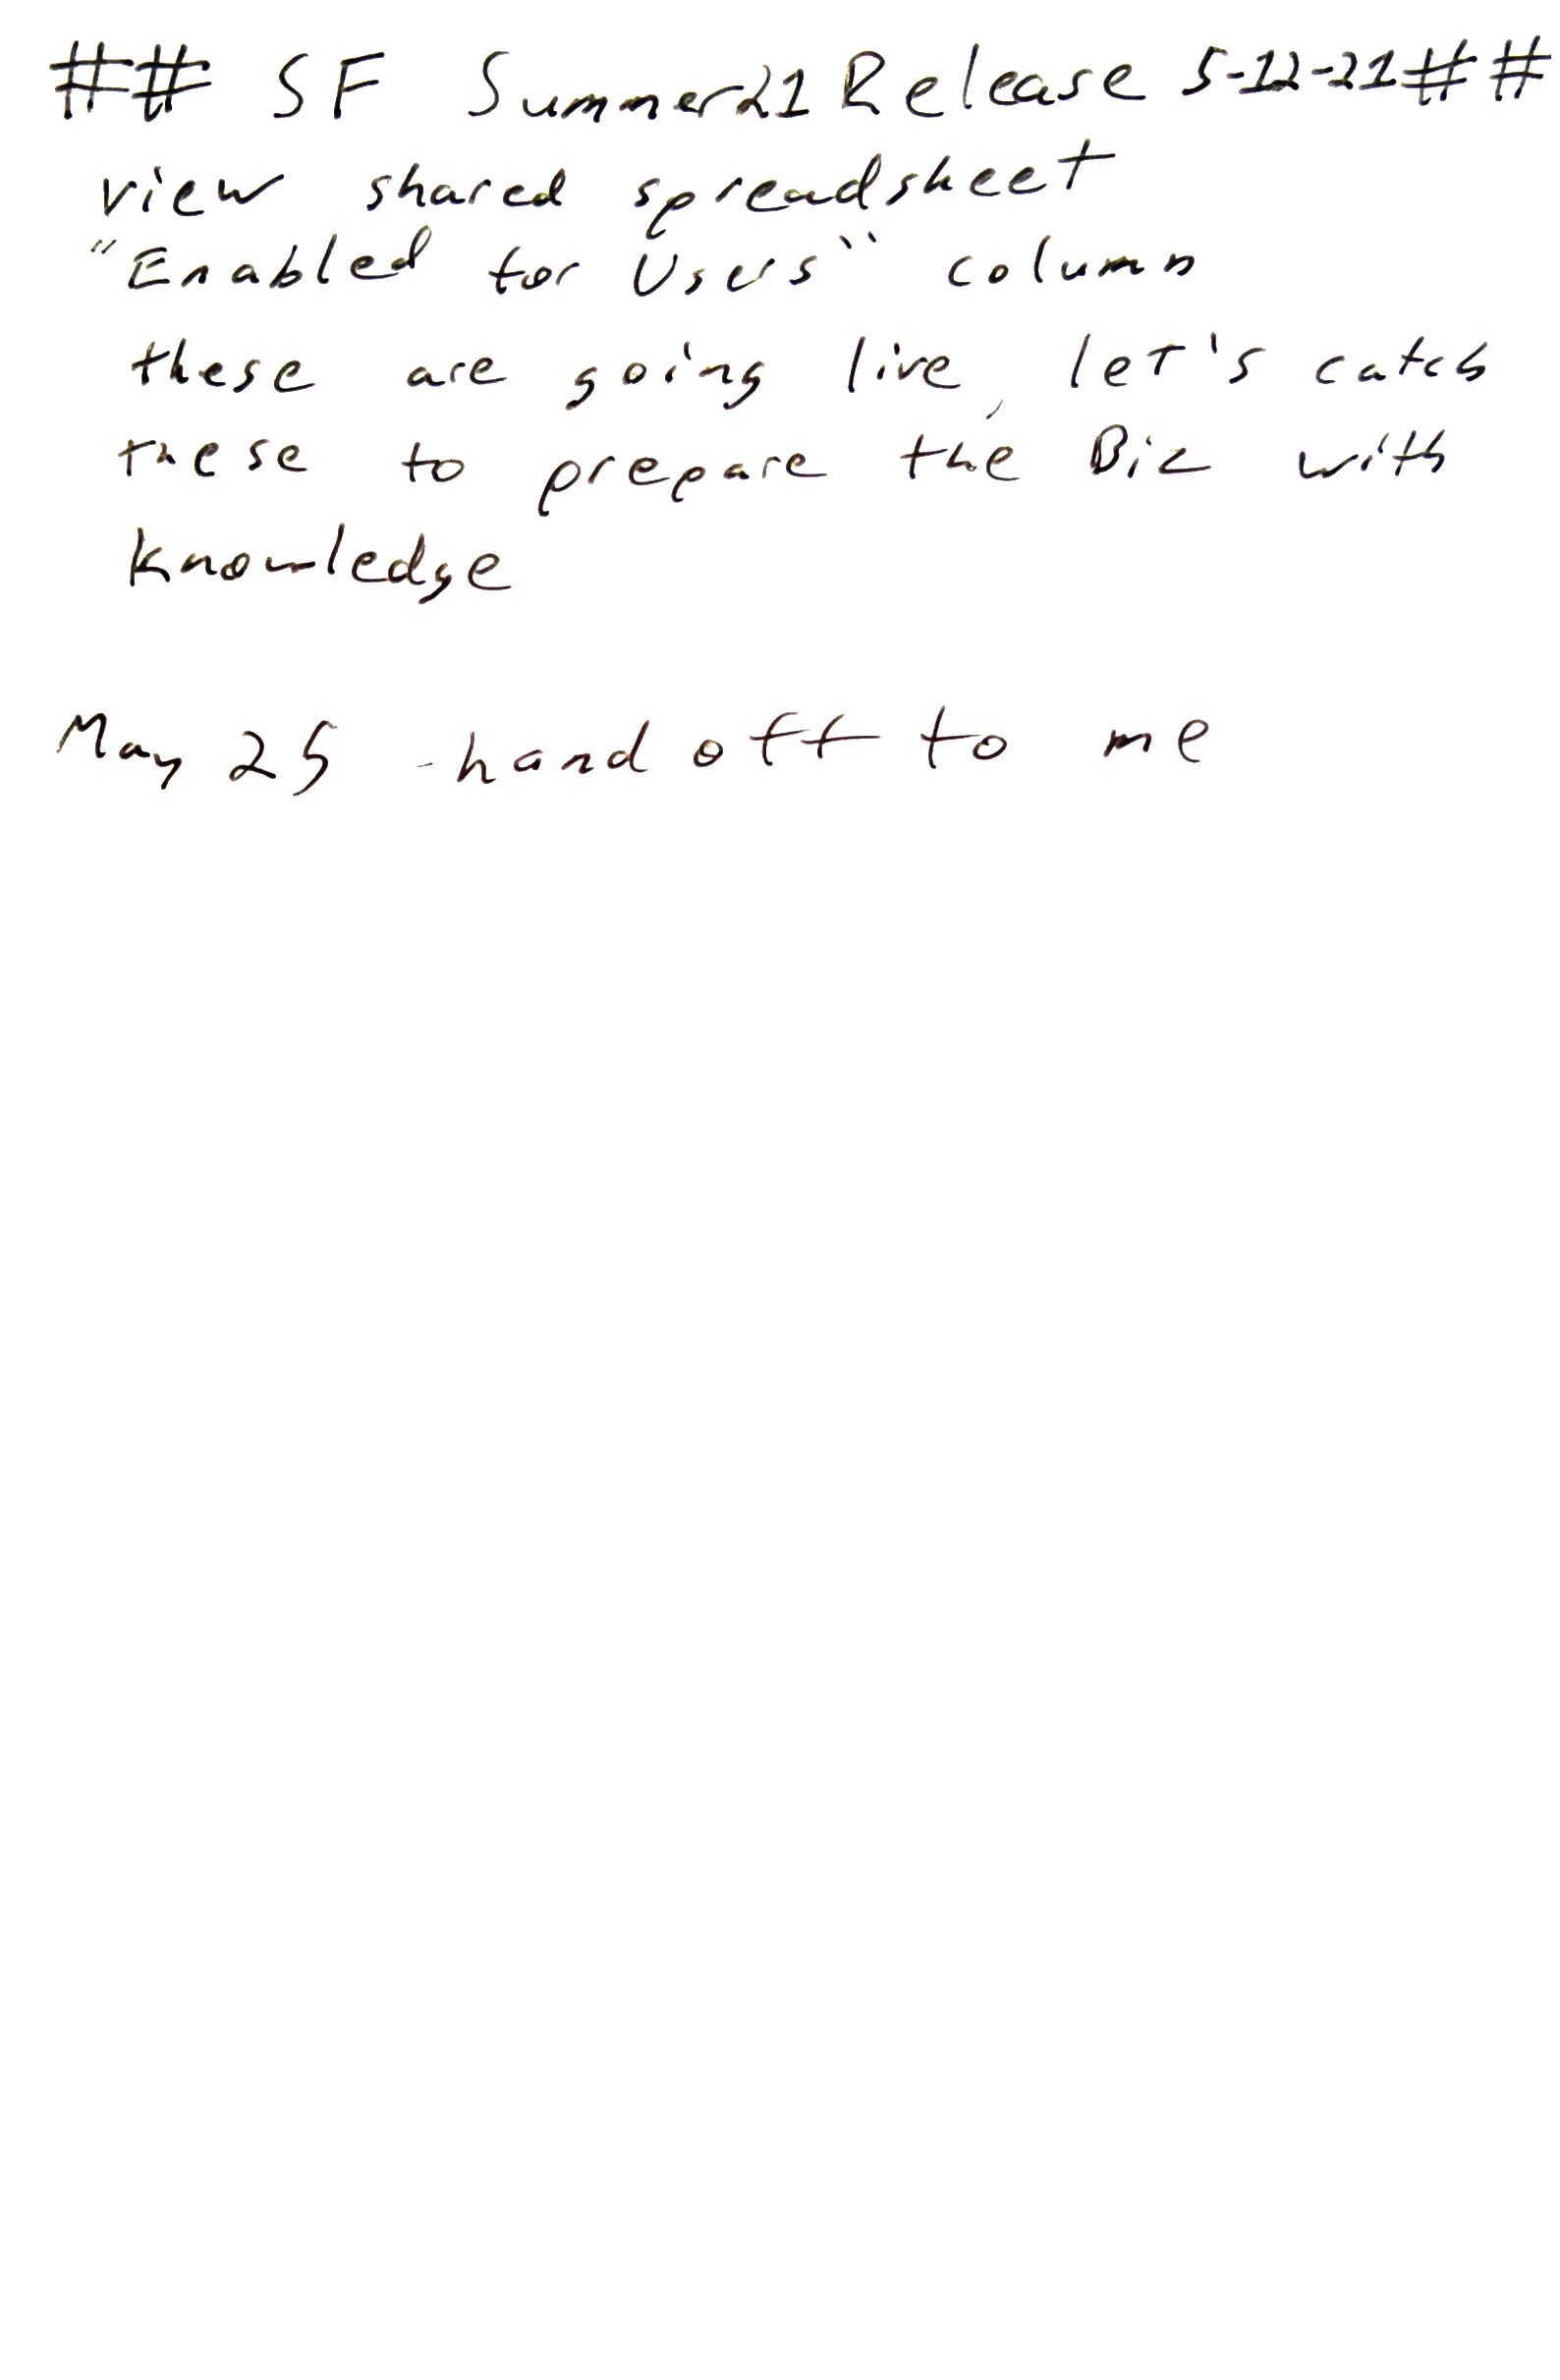 ## SF Summer21 Release 5-12-21##
view shared spreadsheet
"Enabled for Users" column
these are going live, let's catch
these to prepare the Biz with
knowledge
May 25 - hand off to me